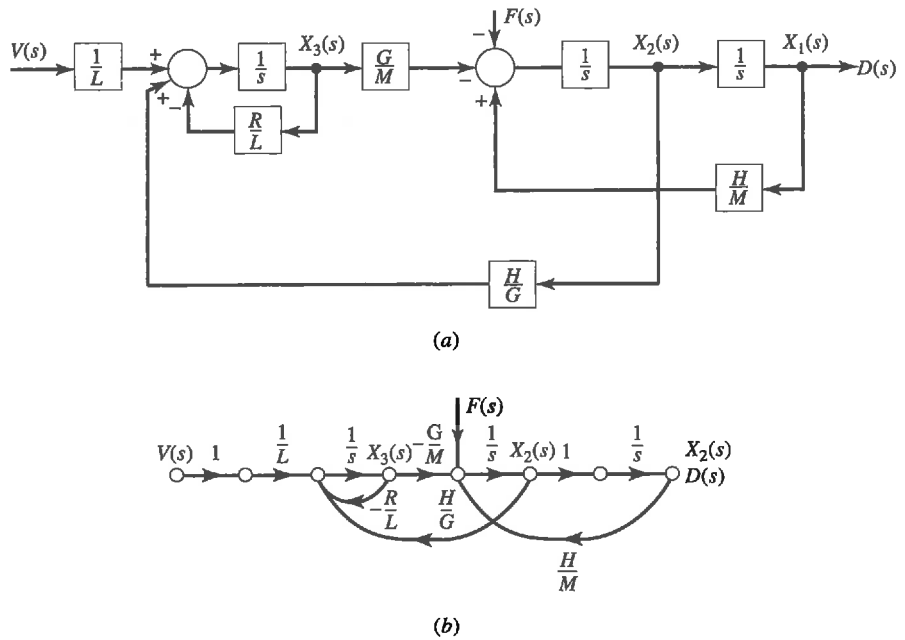 F(s)
V(s) 1/L + − X₃(s) 1/s G/M − − + X₂(s) 1/s X₁(s) 1/s D(s)
+ −
R/L
H/M
H/G
(a)
F(s)
V(s) 1 1/L 1/s X₃(s) −G/M 1/s X₂(s) 1 1/s X₂(s)
D(s)
−R/L H/G
H/M
(b)